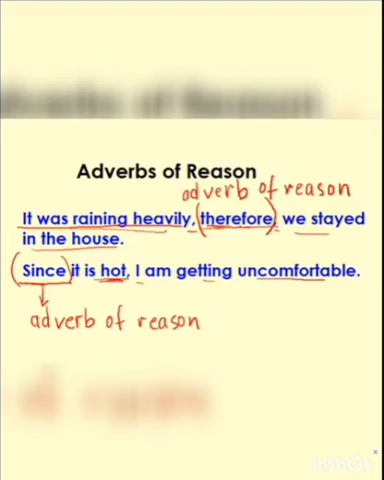 Adverbs of Reason
adverb of reason
It was raining heavily, (therefore), we stayed
in the house.
(Since) it is hot, I am getting uncomfortable.
adverb of reason
InShOt